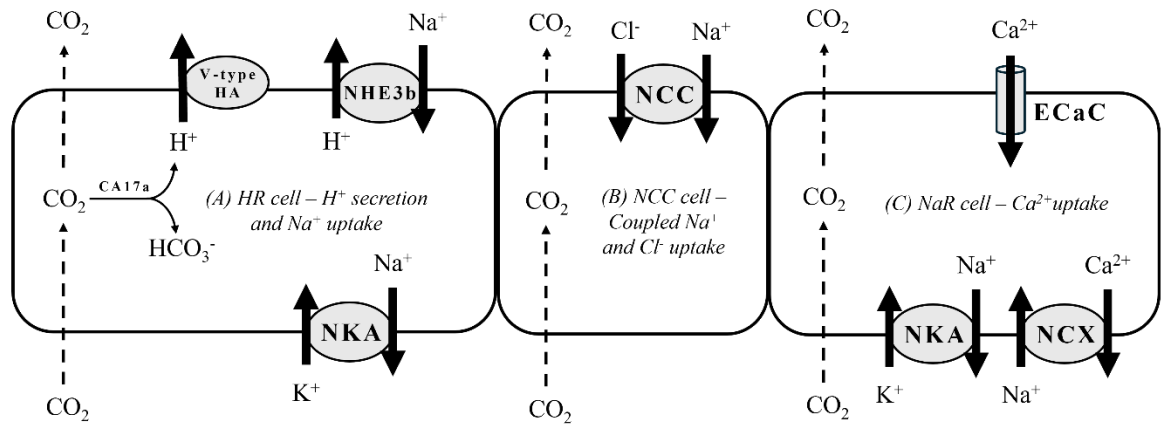 CO₂
Na⁺
V-type
HA
NHE3b
H⁺
H⁺
CO₂
CA17a
HCO₃⁻
(A) HR cell – H⁺ secretion
and Na⁺ uptake
Na⁺
NKA
K⁺
CO₂
CO₂
Cl⁻
Na⁺
NCC
CO₂
(B) NCC cell –
Coupled Na⁺
and Cl⁻ uptake
CO₂
CO₂
Ca²⁺
ECaC
CO₂
(C) NaR cell – Ca²⁺uptake
Na⁺
Ca²⁺
NKA
NCX
K⁺
Na⁺
CO₂